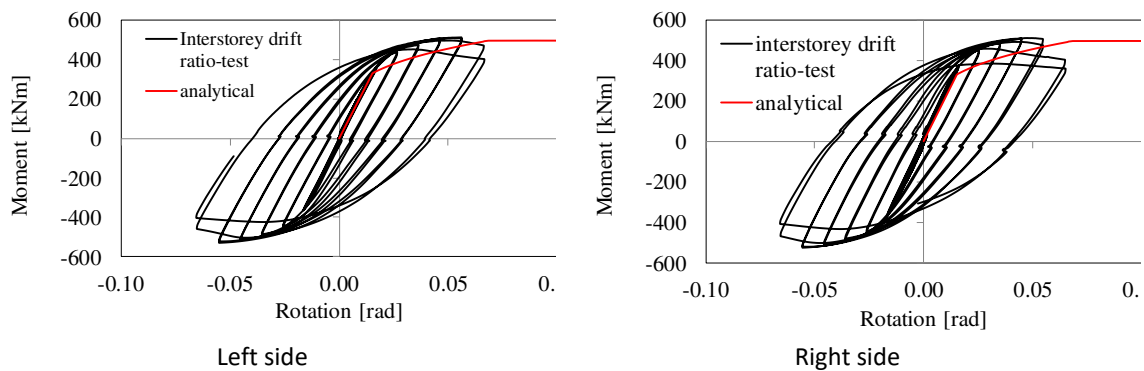 600
400
200
0
-200
-400
-600
-0.10
-0.05
0.00
0.05
0.
Moment [kNm]
Rotation [rad]
Interstorey drift
ratio-test
analytical
Left side
600
400
200
0
-200
-400
-600
-0.10
-0.05
0.00
0.05
0.
Moment [kNm]
Rotation [rad]
interstorey drift
ratio-test
analytical
Right side